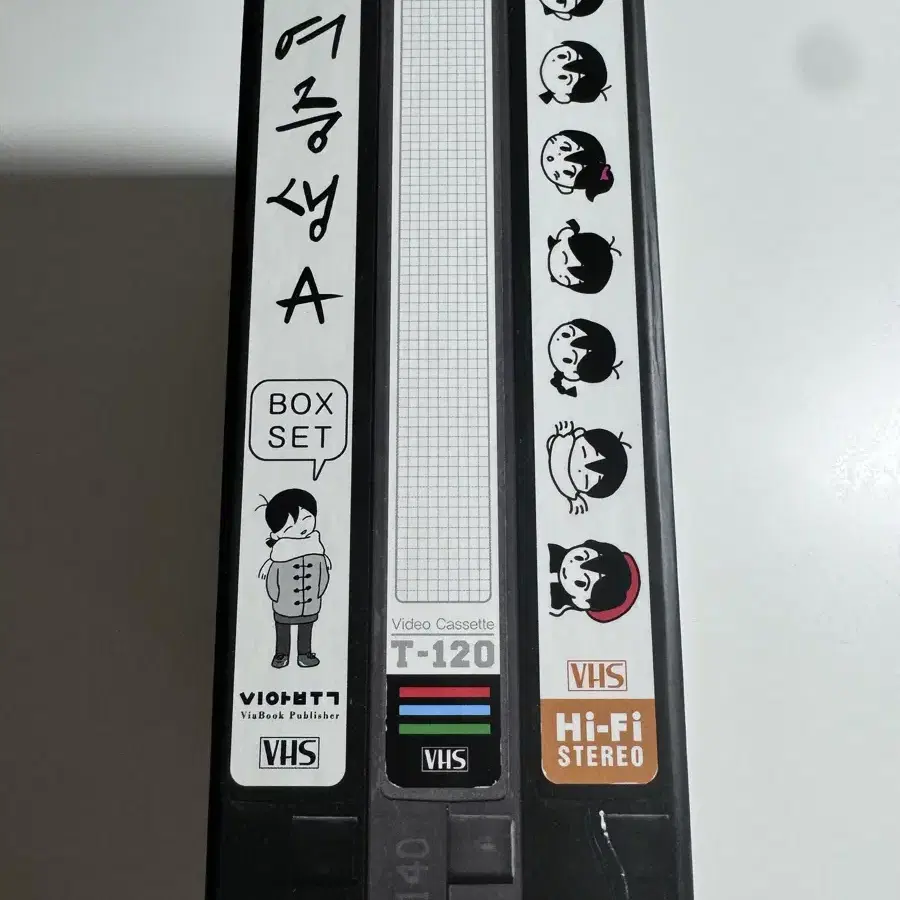 여중생
A
BOX
SET
비아북
ViaBook Publisher
VHS
Video Cassette
T-120
VHS
140
VHS
Hi-Fi
STEREO